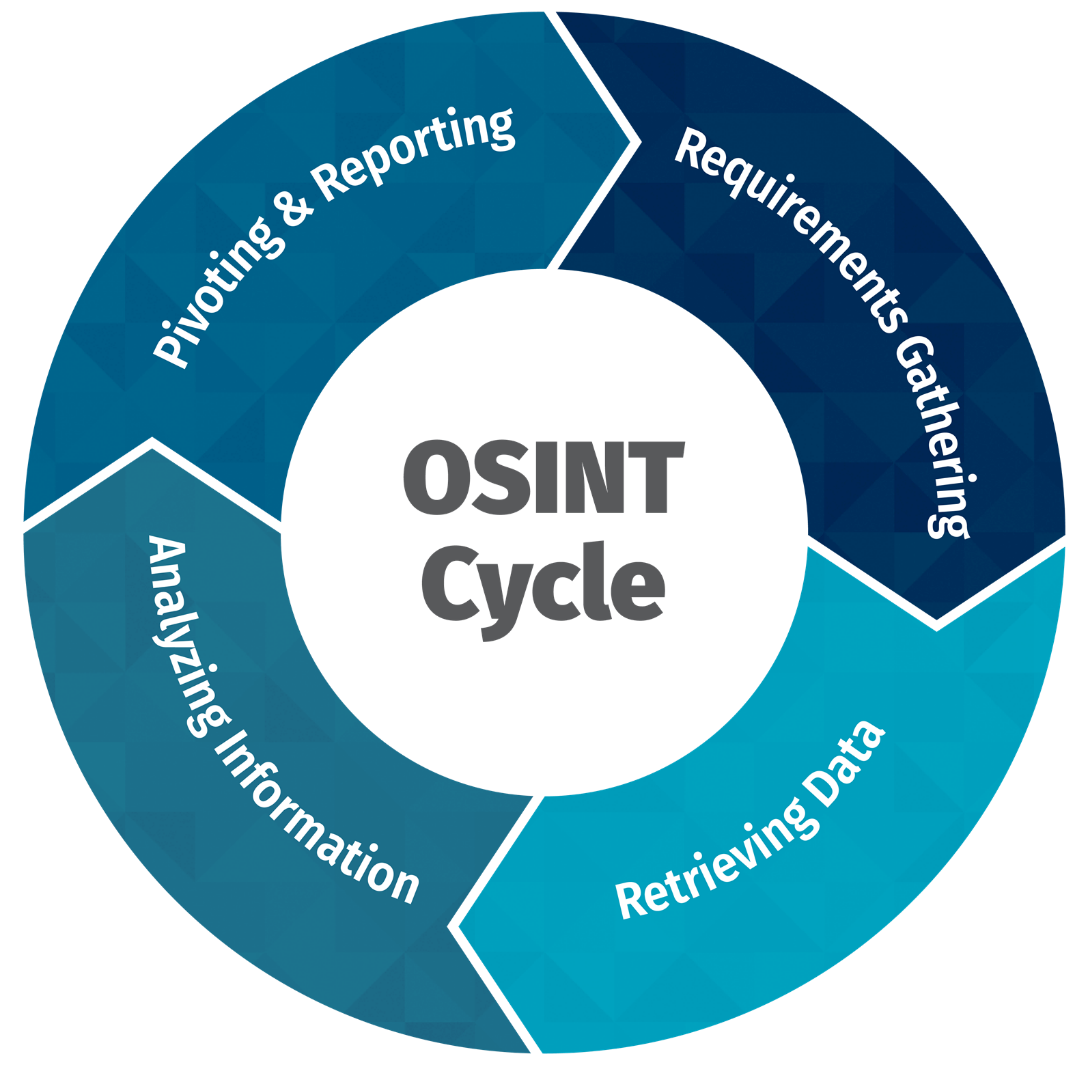 OSINT
Cycle
Requirements Gathering
Retrieving Data
Analyzing Information
Pivoting & Reporting